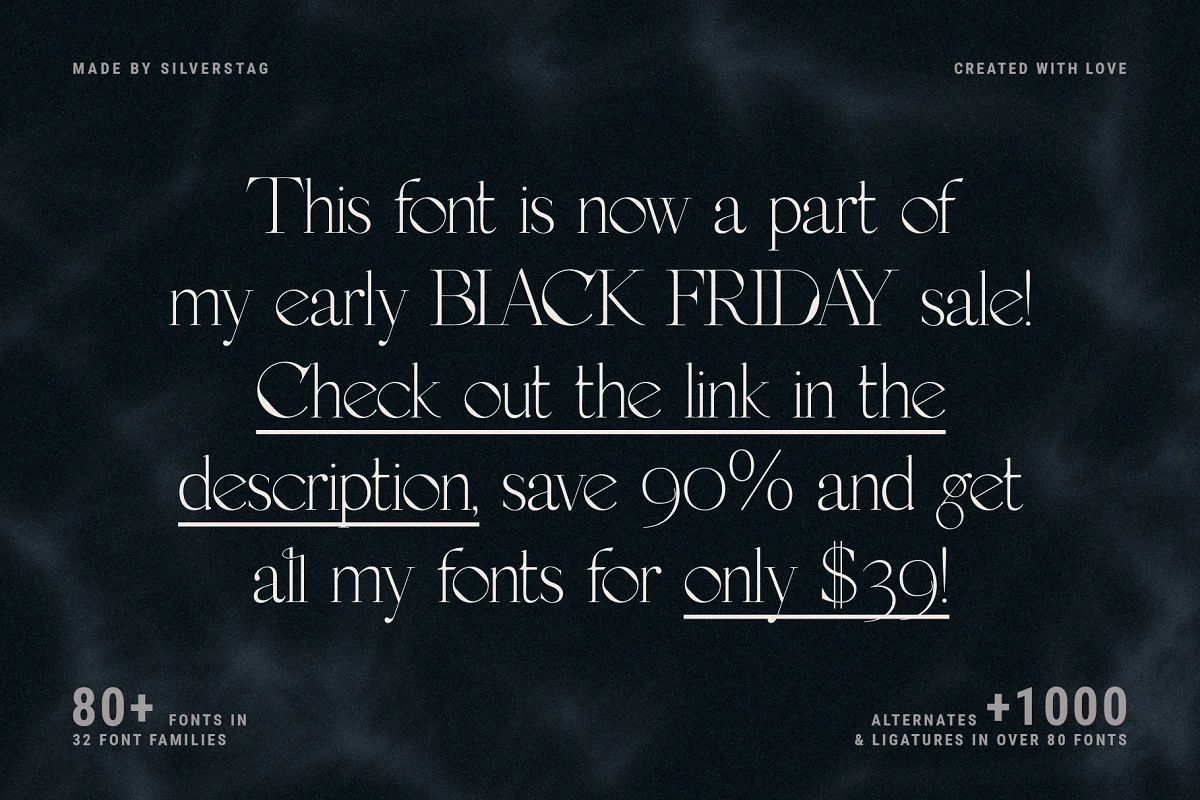 MADE BY SILVERSTAG
CREATED WITH LOVE
This font is now a part of
my early BLACK FRIDAY sale!
Check out the link in the
description, save 90% and get
all my fonts for only $39!
80+ FONTS IN
32 FONT FAMILIES
ALTERNATES +1000
& LIGATURES IN OVER 80 FONTS